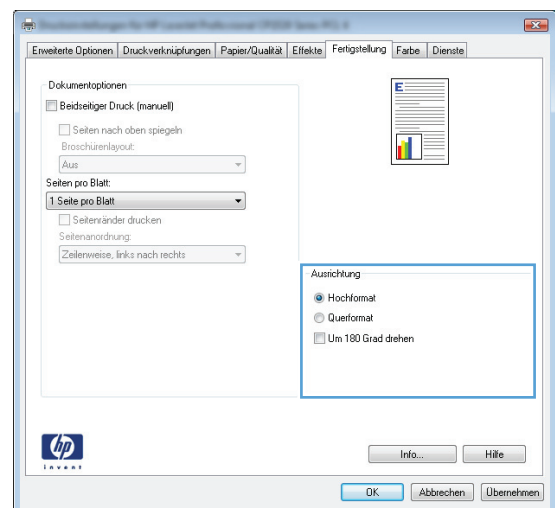 Erweiterte Optionen Druckverknüpfungen Papier/Qualität Effekte Fertigstellung Farbe Dienste
Dokumentoptionen
Beidseitiger Druck (manuell)
Seiten nach oben spiegeln
Broschürenlayout:
Aus
Seiten pro Blatt:
1 Seite pro Blatt
Seitenränder drucken
Seitenanordnung:
Zeilenweise, links nach rechts
E
Ausrichtung
Hochformat
Querformat
Um 180 Grad drehen
hp
invent
Info... Hilfe
OK Abbrechen Übernehmen